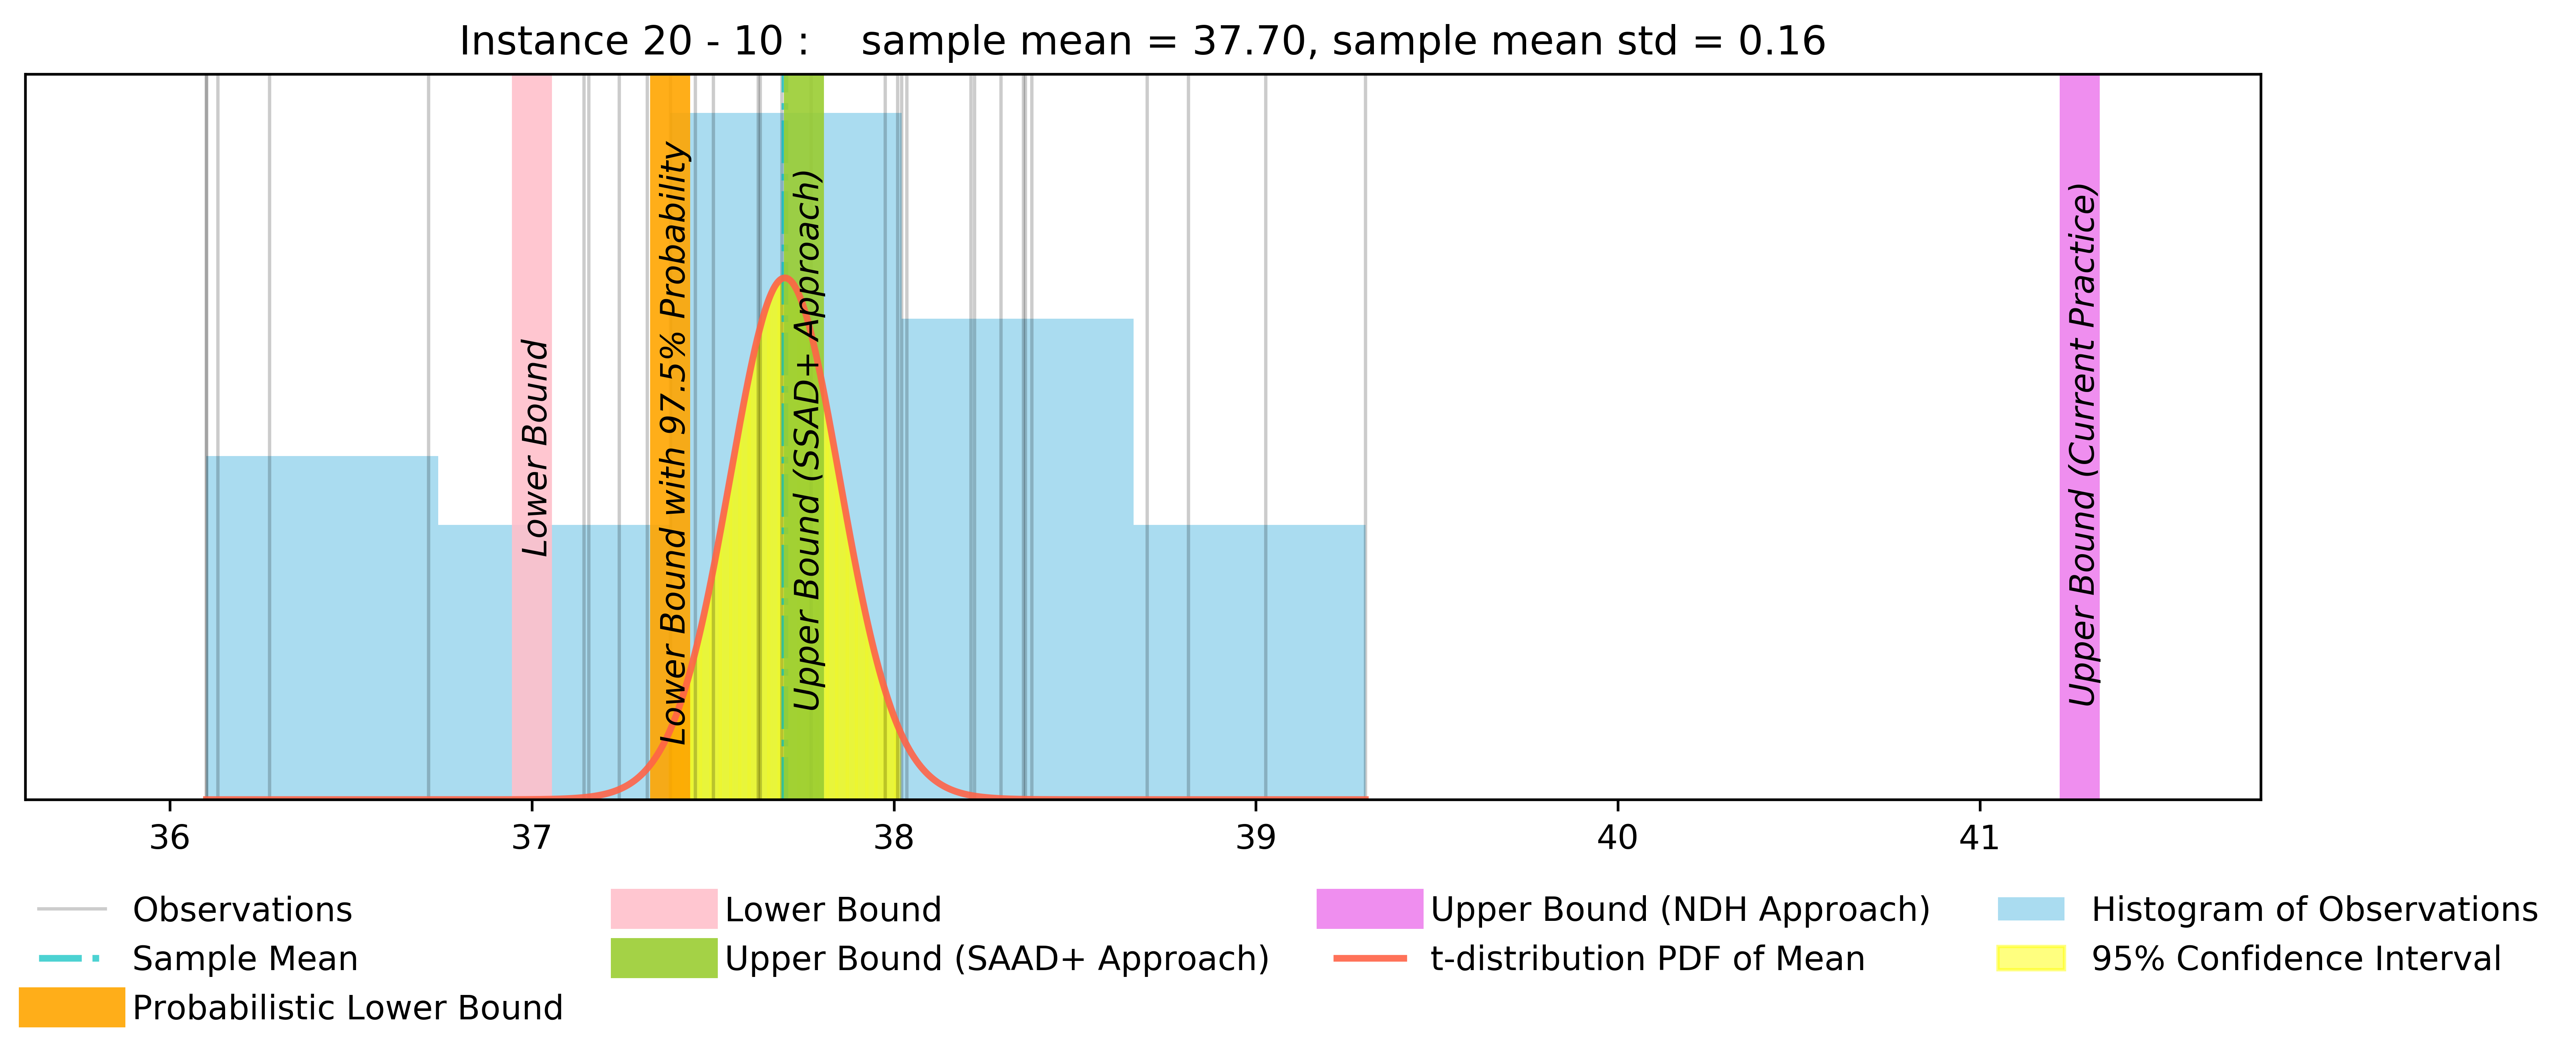 Instance 20 - 10 :    sample mean = 37.70, sample mean std = 0.16
Lower Bound
Lower Bound with 97.5% Probability
Upper Bound (SSAD+ Approach)
Upper Bound (Current Practice)
36 37 38 39 40 41
Observations
Sample Mean
Probabilistic Lower Bound
Lower Bound
Upper Bound (SAAD+ Approach)
Upper Bound (NDH Approach)
t-distribution PDF of Mean
Histogram of Observations
95% Confidence Interval